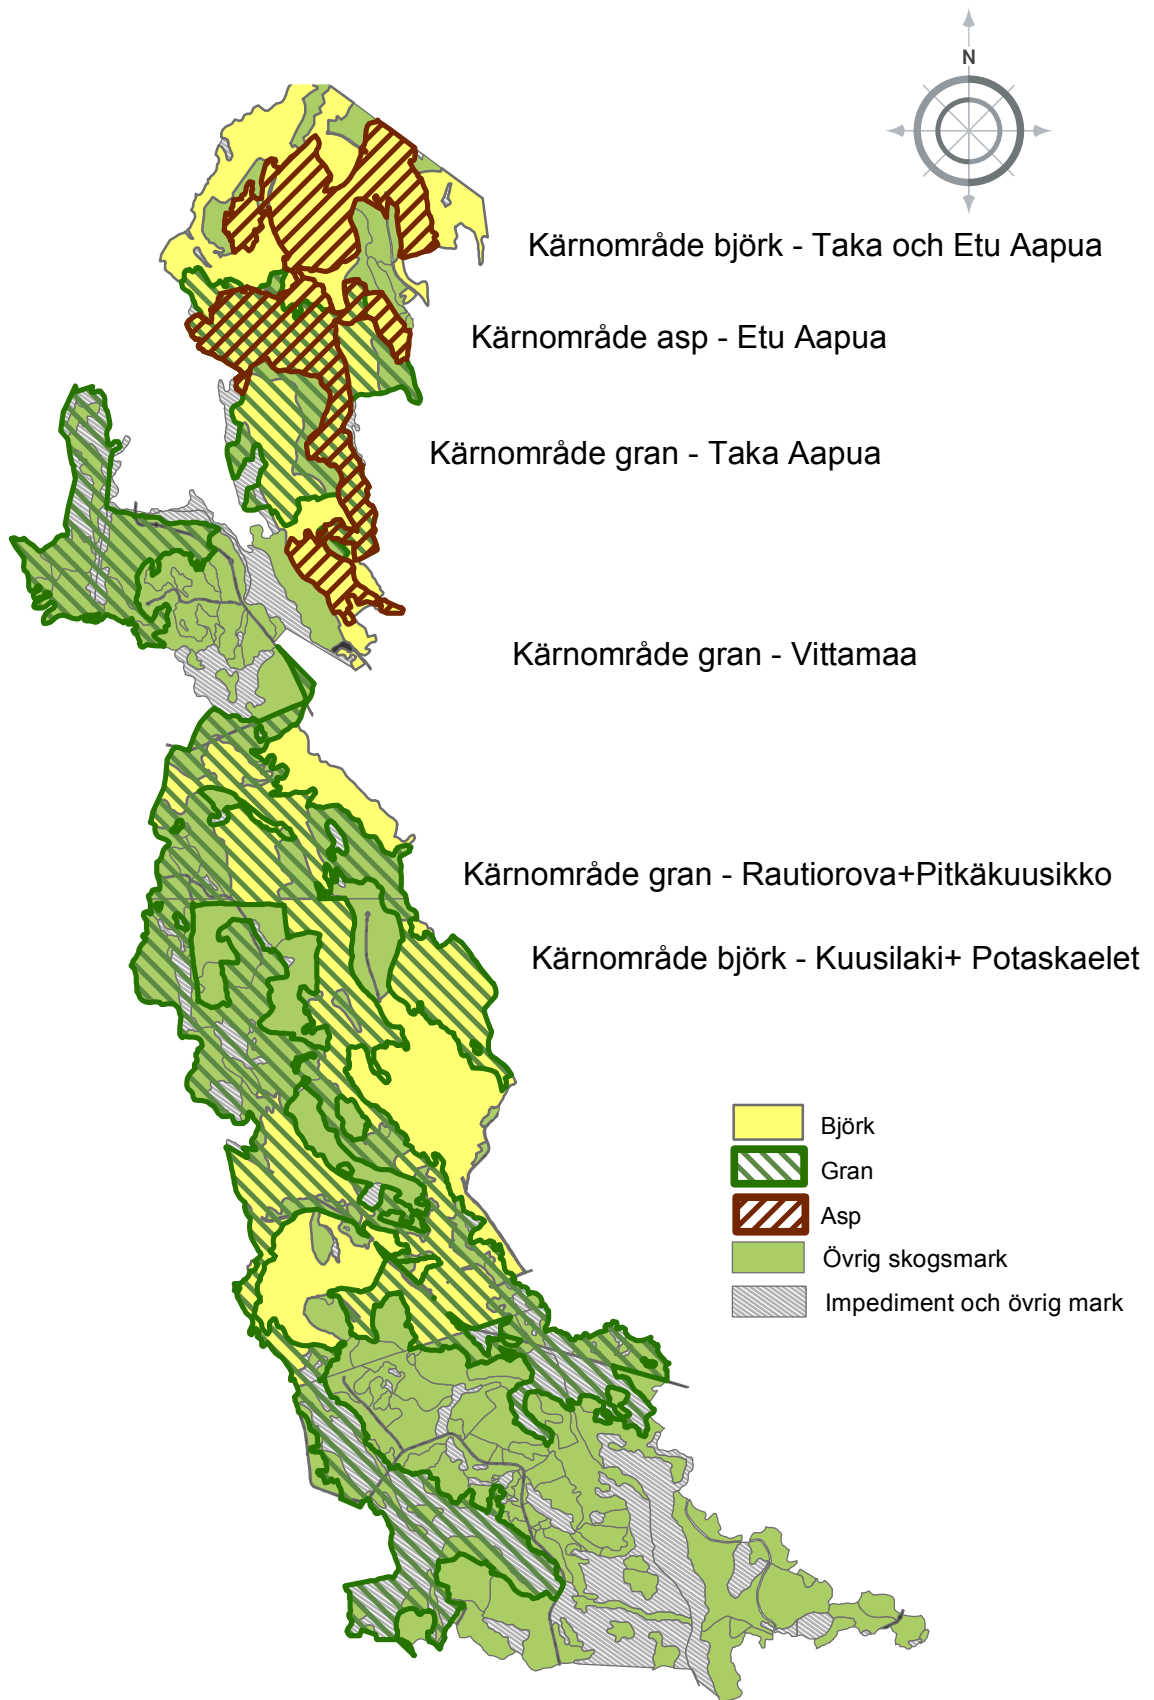 N
Kärnområde björk - Taka och Etu Aapua
Kärnområde asp - Etu Aapua
Kärnområde gran - Taka Aapua
Kärnområde gran - Vittamaa
Kärnområde gran - Rautiorova+Pitkäkuusikko
Kärnområde björk - Kuusilaki+ Potaskaelet
Björk
Gran
Asp
Övrig skogsmark
Impediment och övrig mark